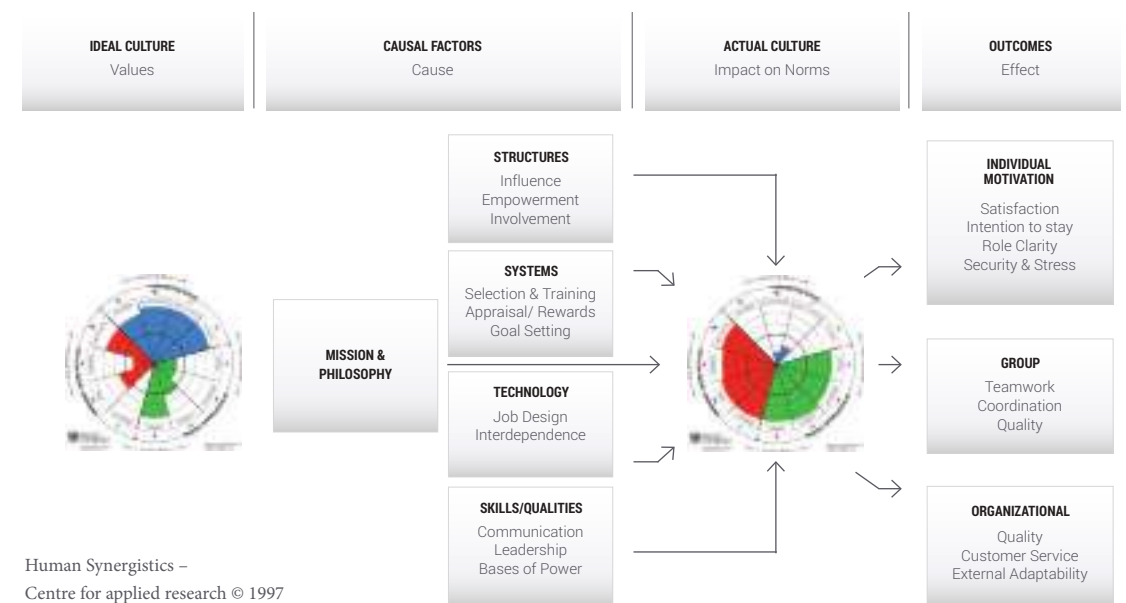 IDEAL CULTURE
Values
CAUSAL FACTORS
Cause
ACTUAL CULTURE
Impact on Norms
OUTCOMES
Effect
MISSION &
PHILOSOPHY
STRUCTURES
Influence
Empowerment
Involvement
SYSTEMS
Selection & Training
Appraisal/ Rewards
Goal Setting
TECHNOLOGY
Job Design
Interdependence
SKILLS/QUALITIES
Communication
Leadership
Bases of Power
INDIVIDUAL
MOTIVATION
Satisfaction
Intention to stay
Role Clarity
Security & Stress
GROUP
Teamwork
Coordination
Quality
ORGANIZATIONAL
Quality
Customer Service
External Adaptability
Human Synergistics –
Centre for applied research © 1997